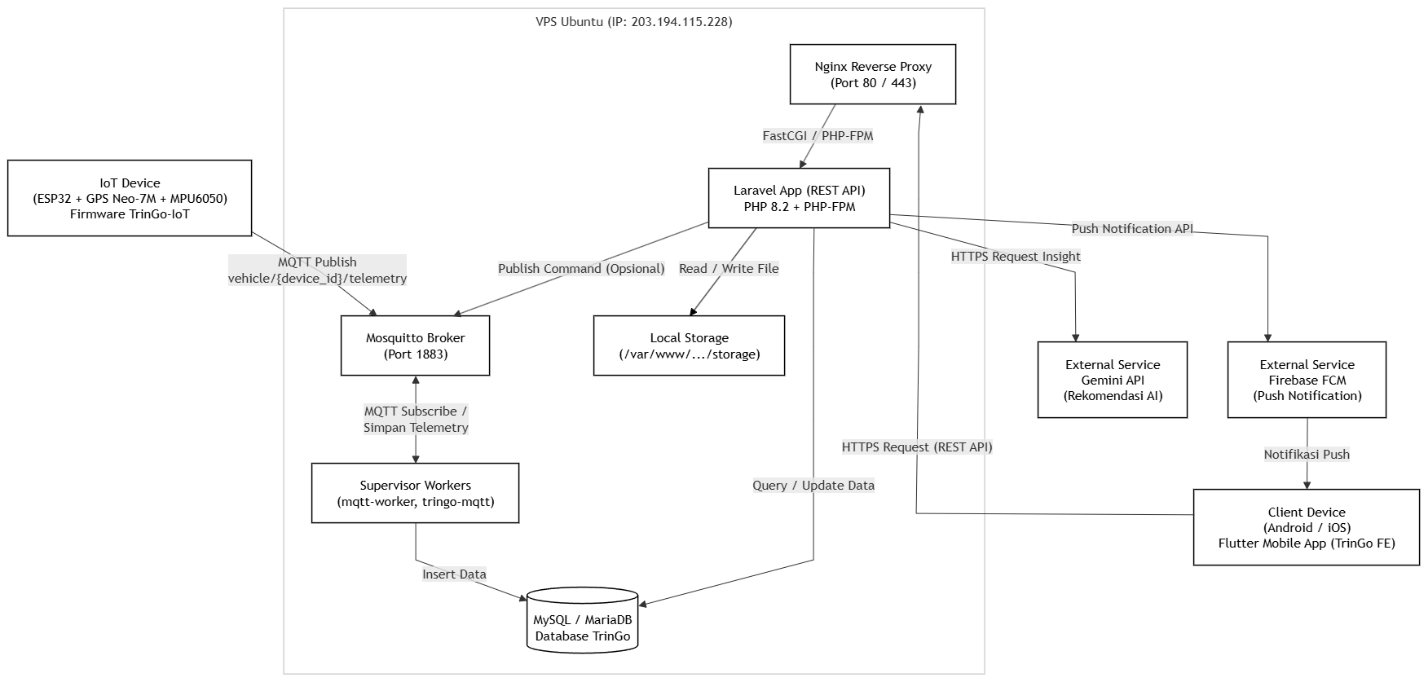 VPS Ubuntu (IP: 203.194.115.228)
Nginx Reverse Proxy
(Port 80 / 443)
FastCGI / PHP-FPM
IoT Device
(ESP32 + GPS Neo-7M + MPU6050)
Firmware TrinGo-IoT
Laravel App (REST API)
PHP 8.2 + PHP-FPM
Push Notification API
HTTPS Request Insight
MQTT Publish
vehicle/{device_id}/telemetry
Publish Command (Opsional)
Read / Write File
Mosquitto Broker
(Port 1883)
Local Storage
(/var/www/.../storage)
External Service
Gemini API
(Rekomendasi AI)
External Service
Firebase FCM
(Push Notification)
MQTT Subscribe /
Simpan Telemetry
HTTPS Request (REST API)
Notifikasi Push
Supervisor Workers
(mqtt-worker, tringo-mqtt)
Query / Update Data
Client Device
(Android / iOS)
Flutter Mobile App (TrinGo FE)
Insert Data
MySQL / MariaDB
Database TrinGo